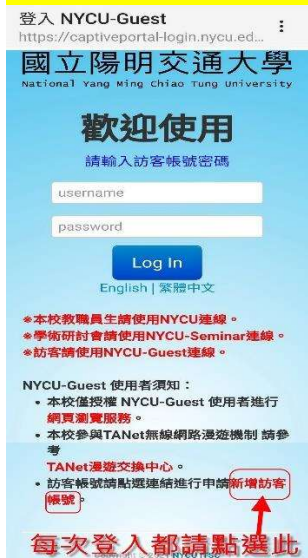 登入 NYCU-Guest
https://captiveportal-login.nycu.ed...
國立陽明交通大學
National Yang Ming Chiao Tung University
歡迎使用
請輸入訪客帳號密碼
username
password
Log In
English | 繁體中文
※本校教職員生請使用NYCU連線。
※學術研討會請使用NYCU-Seminar連線。
※訪客請使用NYCU-Guest連線。
NYCU-Guest 使用者須知：
• 本校僅授權 NYCU-Guest 使用者進行
網頁瀏覽服務。
• 本校參與TANet無線網路漫遊機制 請參
考
TANet漫遊交換中心。
• 訪客帳號請點選連結進行申請新增訪客
帳號。
每次登入都請點選此